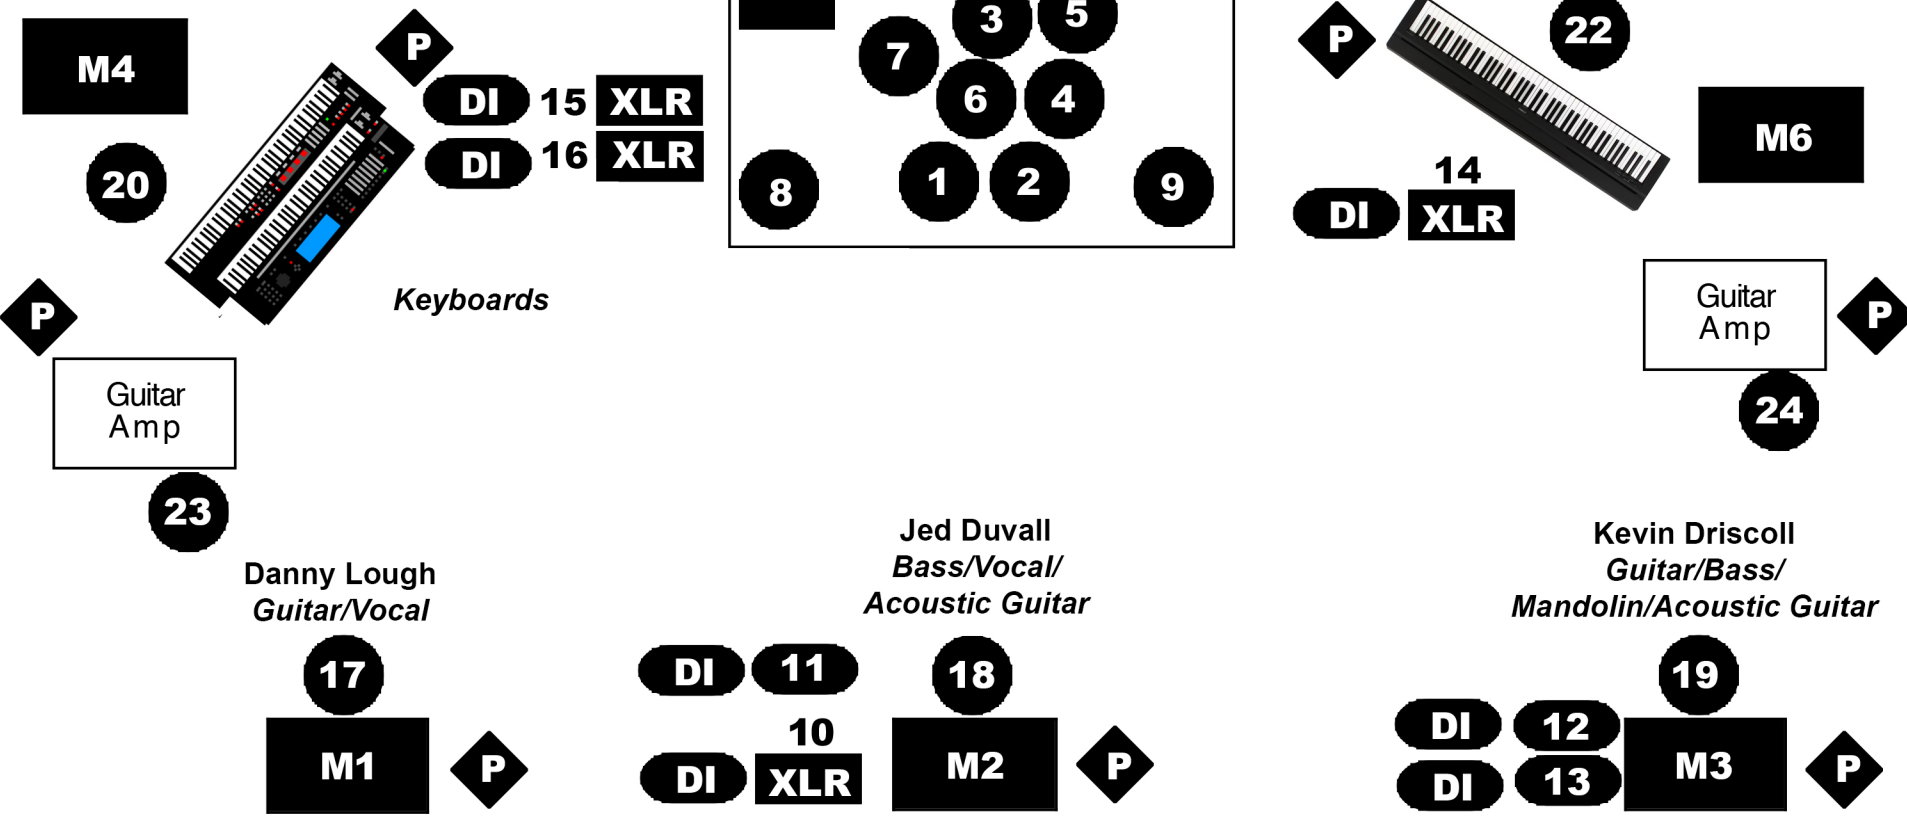 3 5
22
P
P
7
M4
6 4
DI 15 XLR
M6
DI 16 XLR
14
20
1 2
8
9
DI XLR
Keyboards
Guitar
Amp
P
P
Guitar
Amp
24
23
Jed Duvall
Bass/Vocal/
Acoustic Guitar
Kevin Driscoll
Guitar/Bass/
Mandolin/Acoustic Guitar
Danny Lough
Guitar/Vocal
17
DI 11
18
19
10
DI 12
M1
P
DI XLR
M2
P
DI 13
M3
P